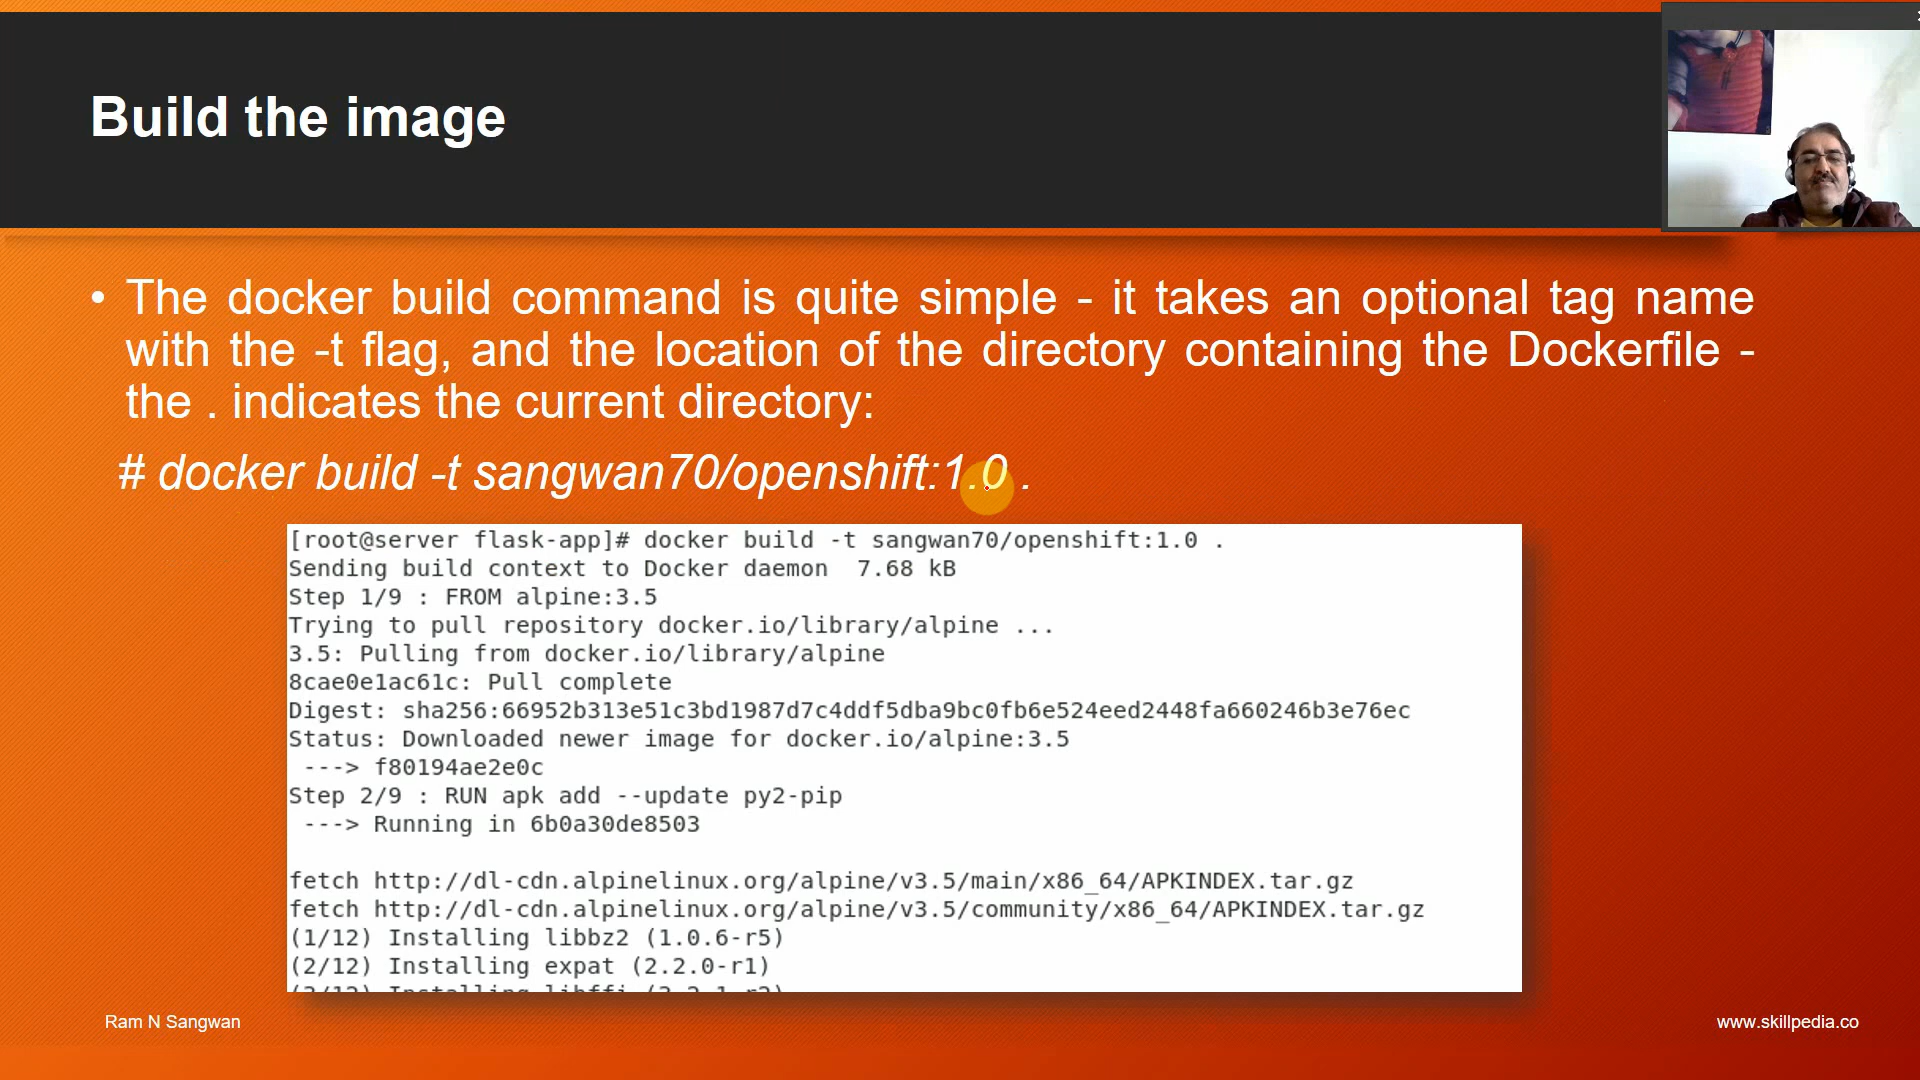 Build the image
• The docker build command is quite simple - it takes an optional tag name
with the -t flag, and the location of the directory containing the Dockerfile -
the . indicates the current directory:
# docker build -t sangwan70/openshift:1.0 .
[root@server flask-app]# docker build -t sangwan70/openshift:1.0 .
Sending build context to Docker daemon  7.68 kB
Step 1/9 : FROM alpine:3.5
Trying to pull repository docker.io/library/alpine ...
3.5: Pulling from docker.io/library/alpine
8cae0e1ac61c: Pull complete
Digest: sha256:66952b313e51c3bd1987d7c4ddf5dba9bc0fb6e524eed2448fa660246b3e76ec
Status: Downloaded newer image for docker.io/alpine:3.5
 ---> f80194ae2e0c
Step 2/9 : RUN apk add --update py2-pip
 ---> Running in 6b0a30de8503
fetch http://dl-cdn.alpinelinux.org/alpine/v3.5/main/x86_64/APKINDEX.tar.gz
fetch http://dl-cdn.alpinelinux.org/alpine/v3.5/community/x86_64/APKINDEX.tar.gz
(1/12) Installing libbz2 (1.0.6-r5)
(2/12) Installing expat (2.2.0-r1)
(3/12) Installing libffi (3.2.1-r2)
Ram N Sangwan
www.skillpedia.co